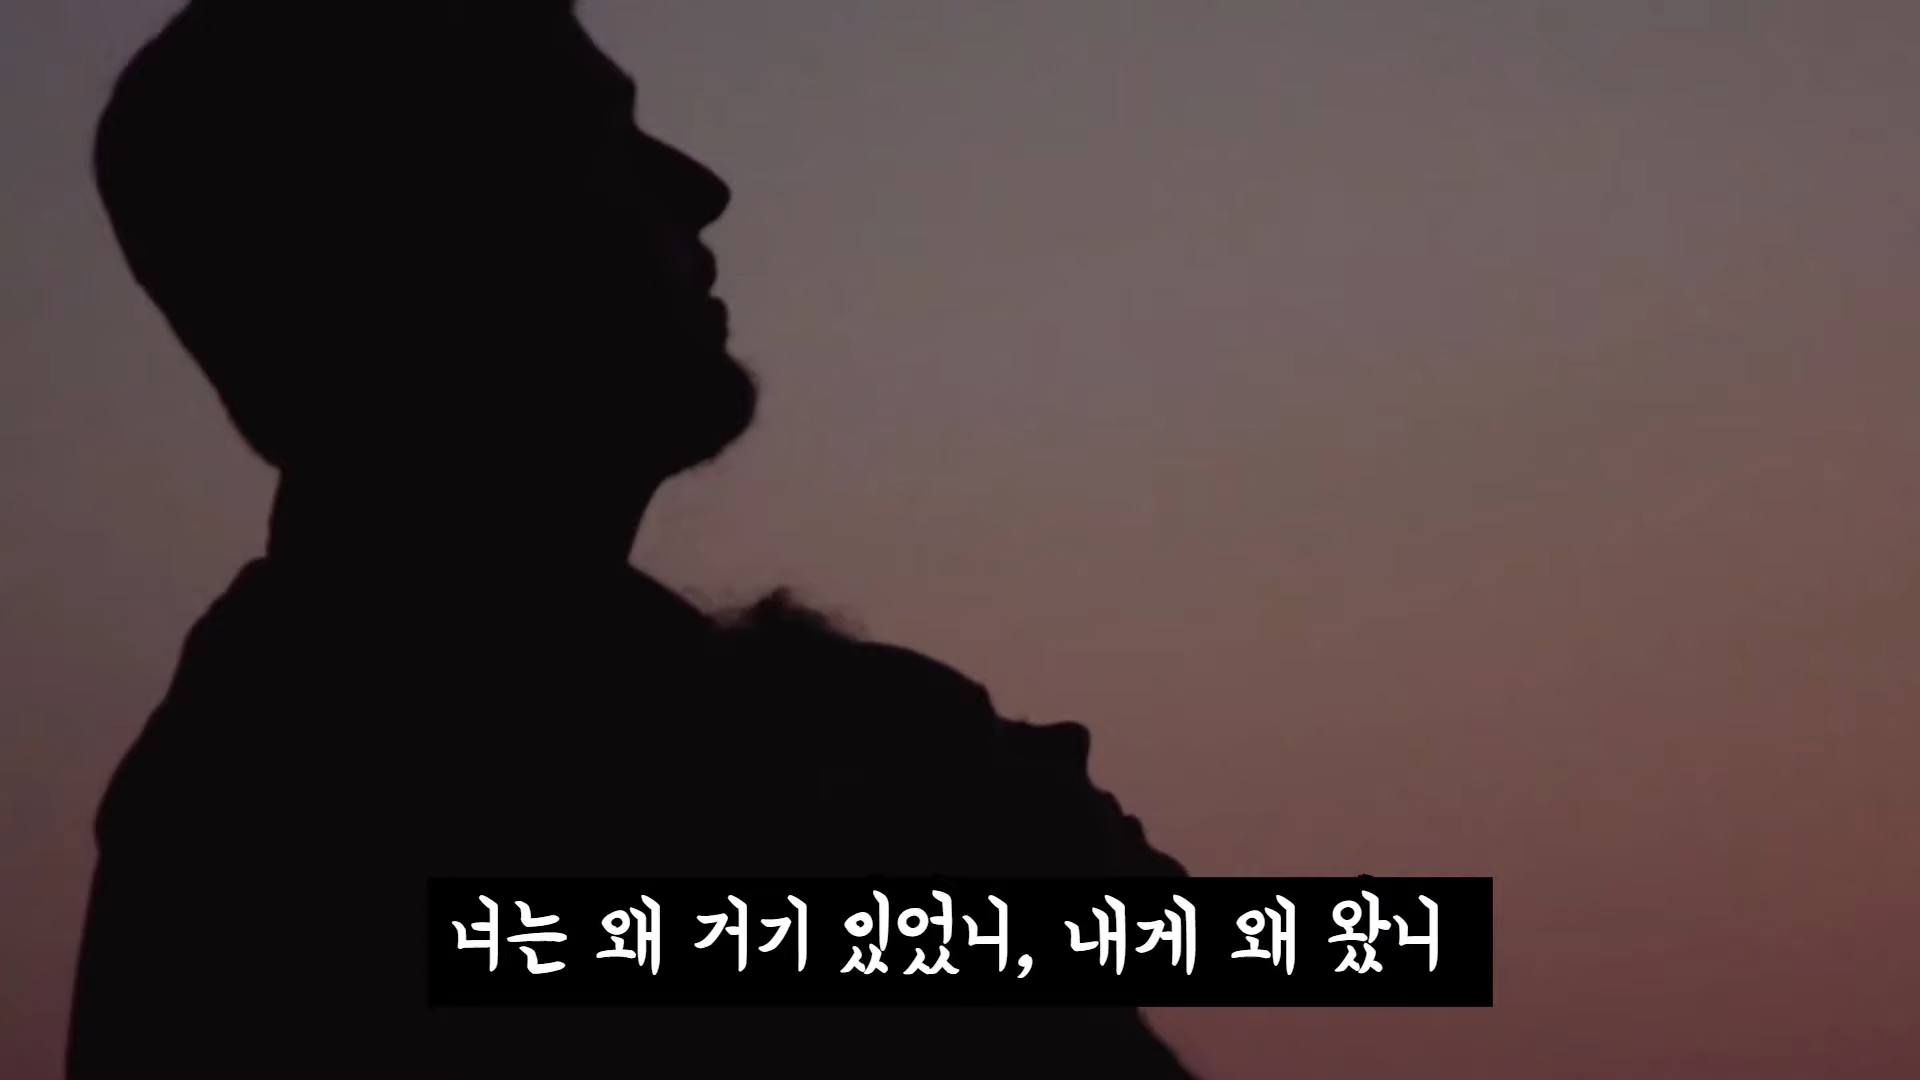 너는 왜 거기 있었니, 내게 왜 왔니